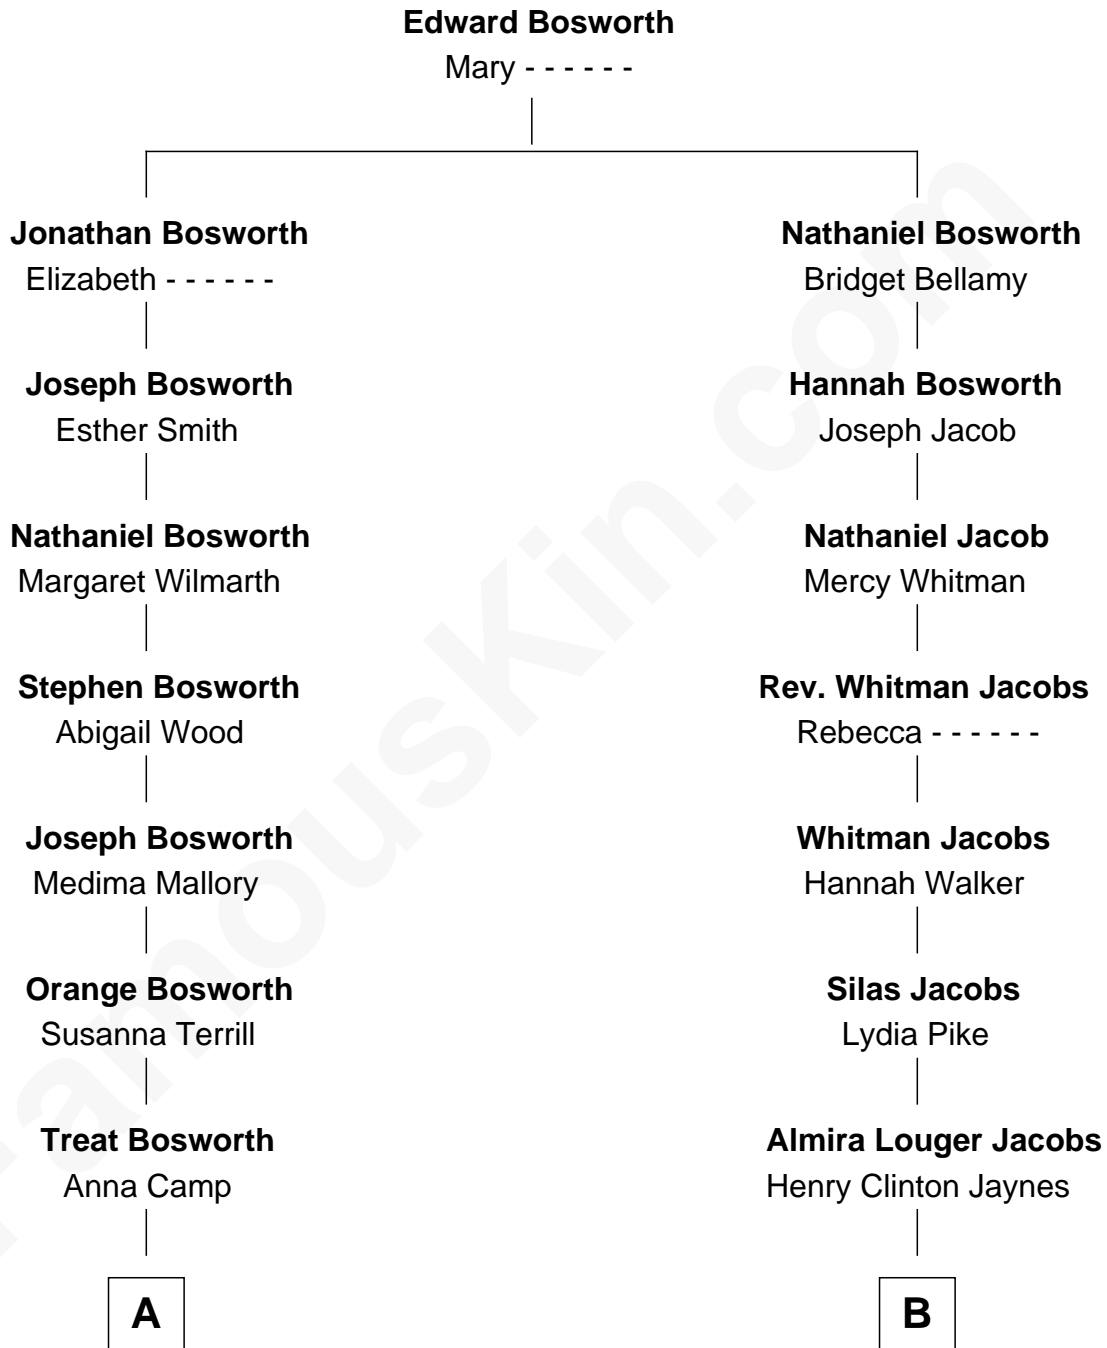 Edward Bosworth
Mary - - - - - -
Jonathan Bosworth
Elizabeth - - - - - -
Nathaniel Bosworth
Bridget Bellamy
Joseph Bosworth
Esther Smith
Hannah Bosworth
Joseph Jacob
Nathaniel Bosworth
Margaret Wilmarth
Nathaniel Jacob
Mercy Whitman
Stephen Bosworth
Abigail Wood
Rev. Whitman Jacobs
Rebecca - - - - - -
Joseph Bosworth
Medima Mallory
Whitman Jacobs
Hannah Walker
Orange Bosworth
Susanna Terrill
Silas Jacobs
Lydia Pike
Treat Bosworth
Anna Camp
Almira Louger Jacobs
Henry Clinton Jaynes
A
B
FamousKin.com